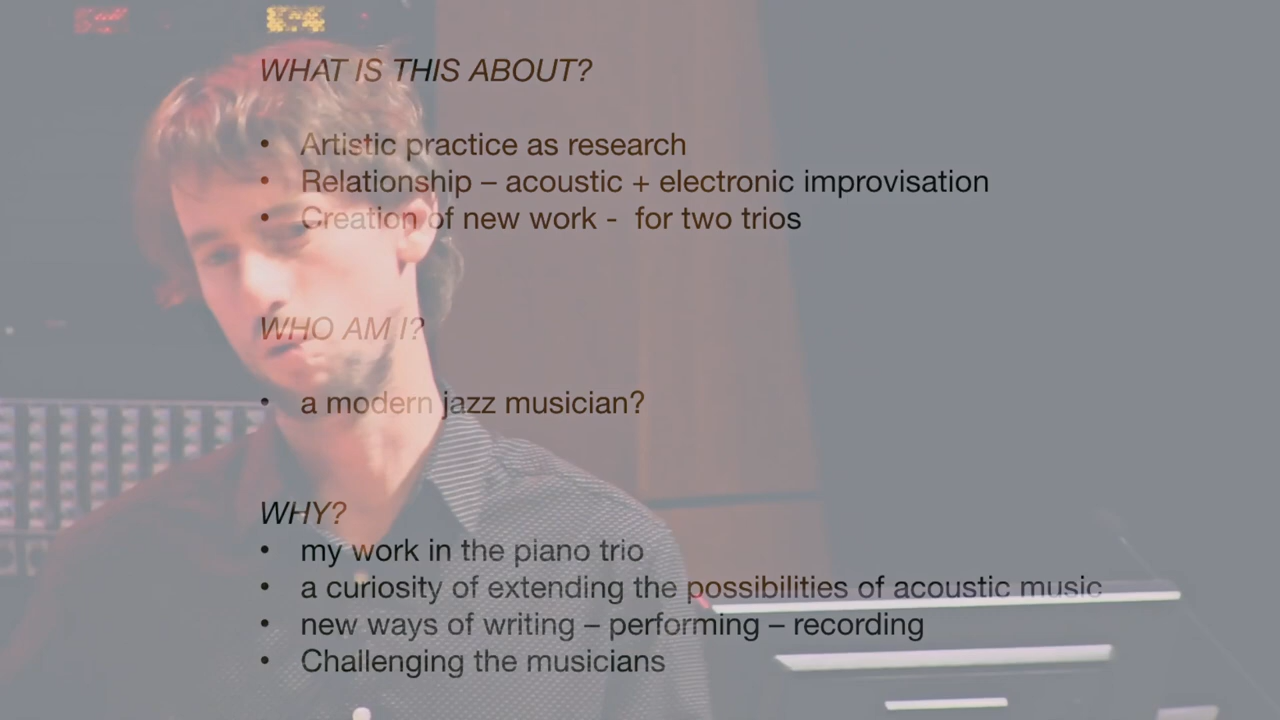 WHAT IS THIS ABOUT?
• Artistic practice as research
• Relationship – acoustic + electronic improvisation
• Creation of new work - for two trios
WHO AM I?
• a modern jazz musician?
WHY?
• my work in the piano trio
• a curiosity of extending the possibilities of acoustic music
• new ways of writing – performing – recording
• Challenging the musicians